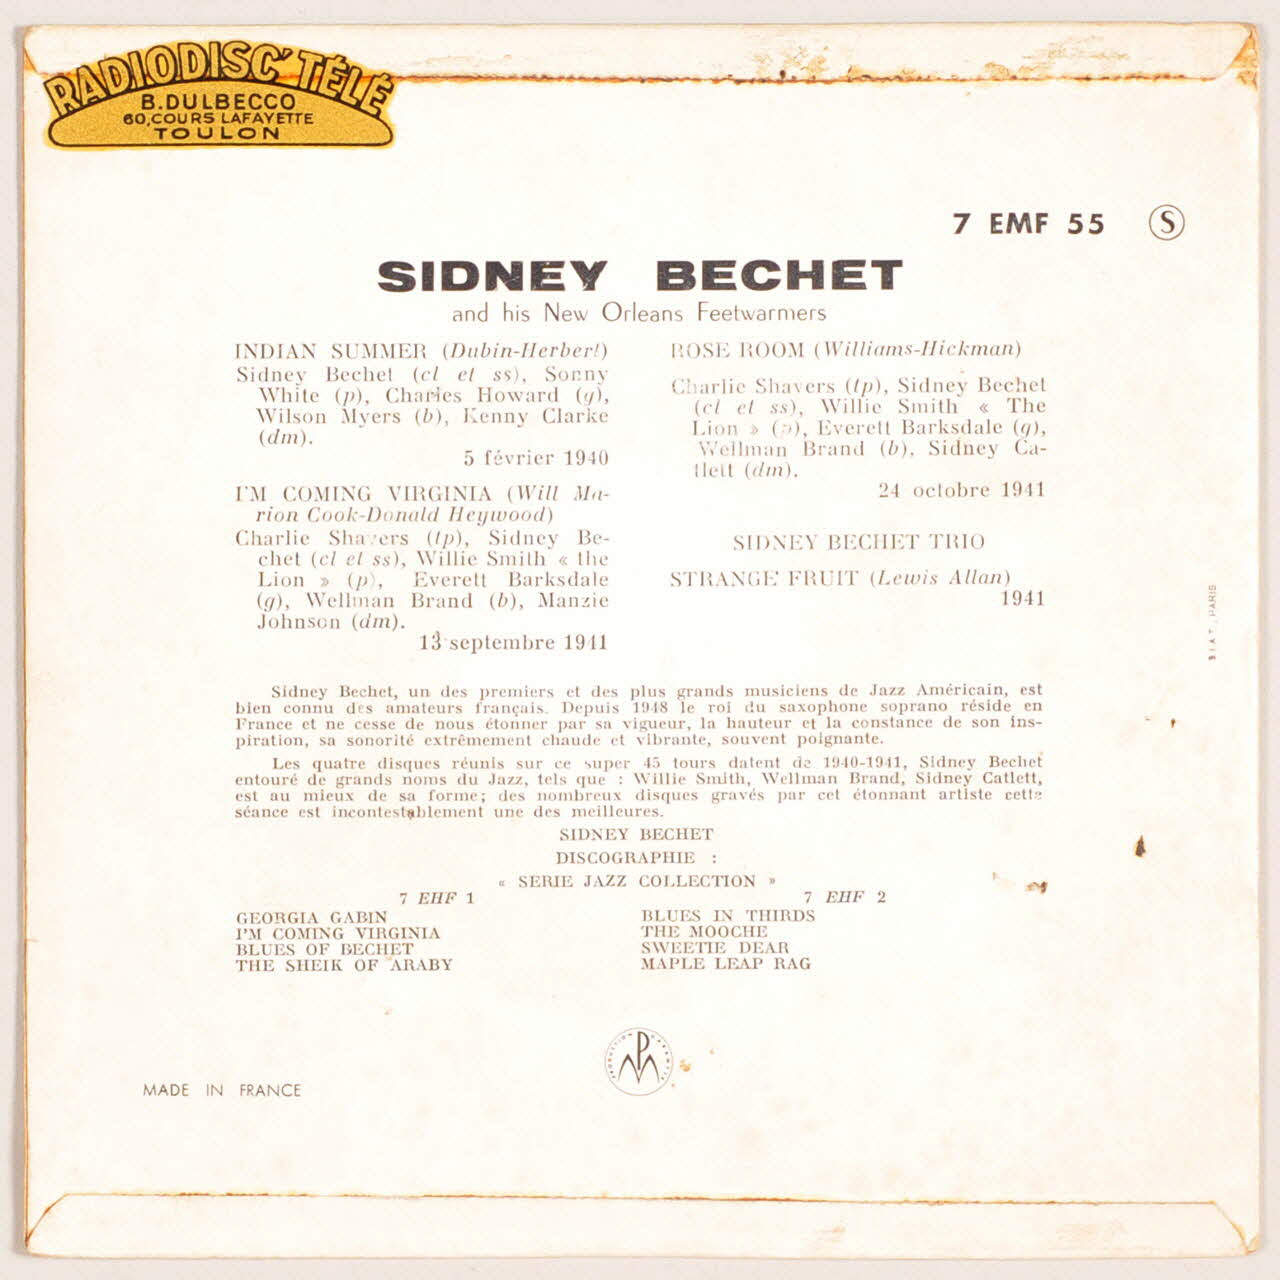 RADIODISC' TÉLÉ
B. DULBECCO
60, COURS LAFAYETTE
TOULON
7 EMF 55 S
SIDNEY BECHET
and his New Orleans Feetwarmers
INDIAN SUMMER (Dubin-Herbert)
Sidney Bechet (cl et ss), Sonny
White (p), Charles Howard (g),
Wilson Myers (b), Kenny Clarke
(dm).
5 février 1940
I'M COMING VIRGINIA (Will Ma-
rion Cook-Donald Heywood)
Charlie Shavers (tp), Sidney Be-
chet (cl et ss), Willie Smith « the
Lion » (p), Everett Barksdale
(g), Wellman Brand (b), Manzie
Johnson (dm).
13 septembre 1941
ROSE ROOM (Williams-Hickman)
Charlie Shavers (tp), Sidney Bechet
(cl et ss), Willie Smith « The
Lion » (p), Everett Barksdale (g),
Wellman Brand (b), Sidney Ca-
tlett (dm).
24 octobre 1941
SIDNEY BECHET TRIO
STRANGE FRUIT (Lewis Allan)
1941
Sidney Bechet, un des premiers et des plus grands musiciens de Jazz Américain, est
bien connu des amateurs français. Depuis 1948 le roi du saxophone soprano réside en
France et ne cesse de nous étonner par sa vigueur, la hauteur et la constance de son ins-
piration, sa sonorité extrêmement chaude et vibrante, souvent poignante.
Les quatre disques réunis sur ce super 45 tours datent de 1940-1941, Sidney Bechet
entouré de grands noms du Jazz, tels que : Willie Smith, Wellman Brand, Sidney Catlett,
est au mieux de sa forme; des nombreux disques gravés par cet étonnant artiste cette
séance est incontestablement une des meilleures.
SIDNEY BECHET
DISCOGRAPHIE :
« SERIE JAZZ COLLECTION »
7 EHF 1
GEORGIA GABIN
I'M COMING VIRGINIA
BLUES OF BECHET
THE SHEIK OF ARABY
7 EHF 2
BLUES IN THIRDS
THE MOOCHE
SWEETIE DEAR
MAPLE LEAP RAG
MADE IN FRANCE
PARIS